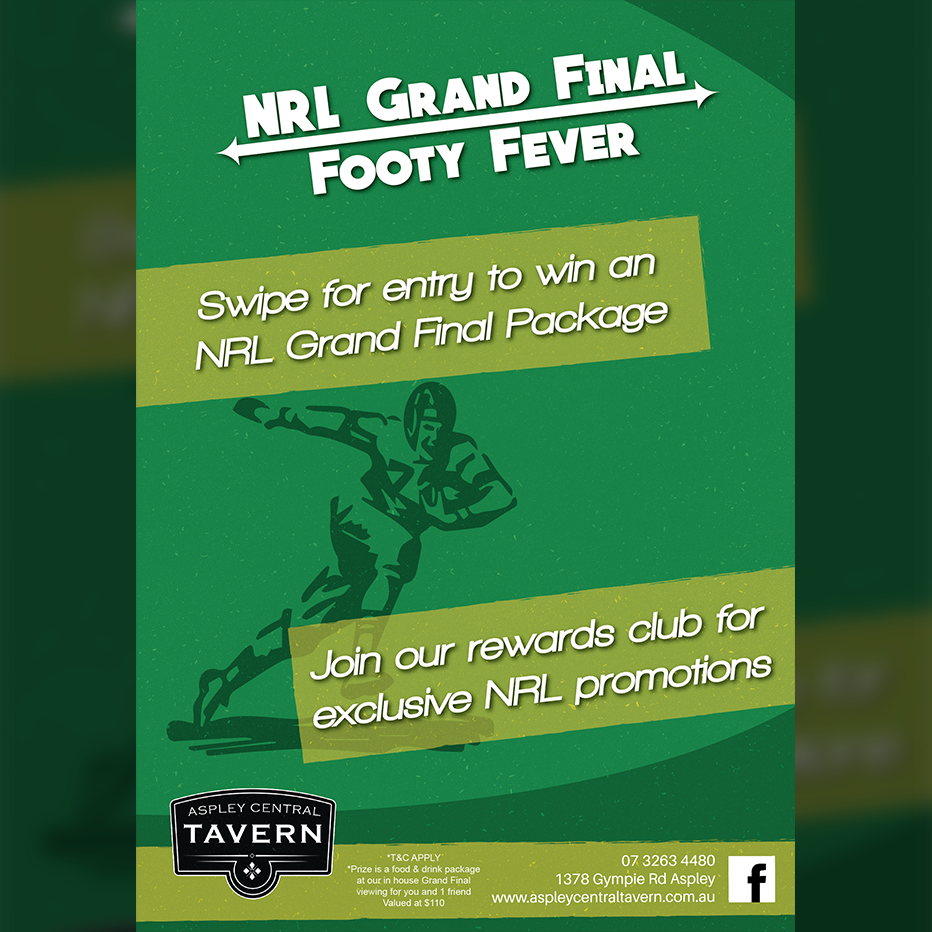 NRL GRAND FINAL
FOOTY FEVER
Swipe for entry to win an
NRL Grand Final Package
Join our rewards club for
exclusive NRL promotions
ASPLEY CENTRAL
TAVERN
*T&C APPLY
*Prize is a food & drink package
at our in house Grand Final
viewing for you and 1 friend
Valued at $110
07 3263 4480
1378 Gympie Rd Aspley
www.aspleycentraltavern.com.au
f